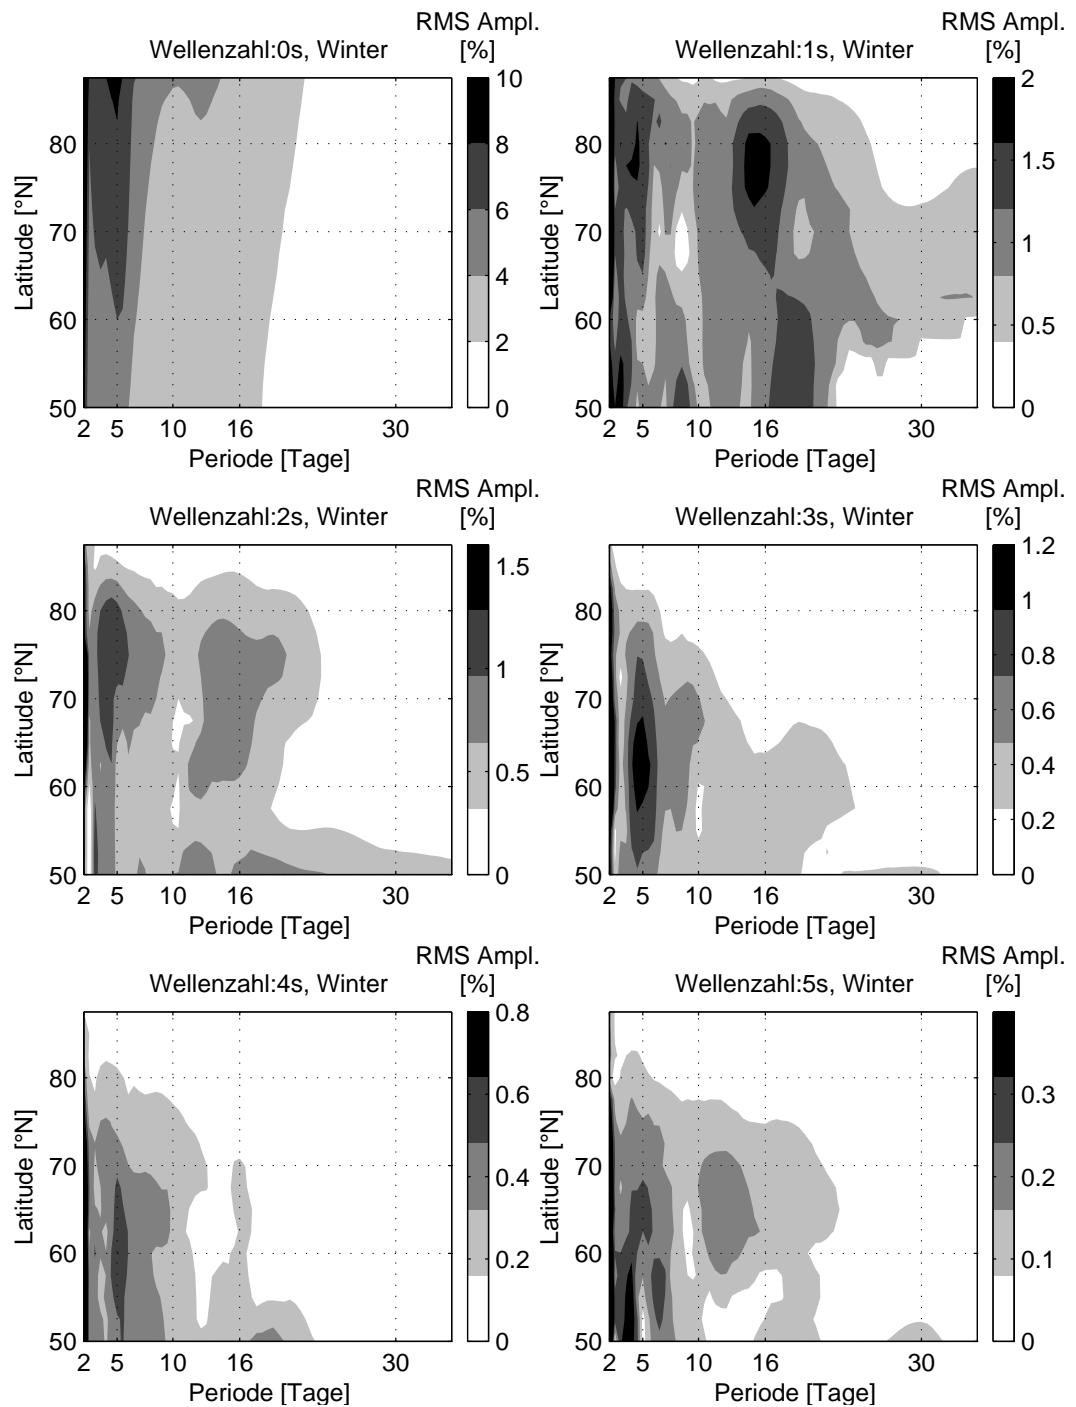 RMS Ampl.
Wellenzahl:0s, Winter [%]
10
8
6
4
2
0
80
70
60
50
Latitude [°N]
2 5 10 16 30
Periode [Tage]
RMS Ampl.
Wellenzahl:1s, Winter [%]
2
1.5
1
0.5
0
80
70
60
50
Latitude [°N]
2 5 10 16 30
Periode [Tage]
RMS Ampl.
Wellenzahl:2s, Winter [%]
1.5
1
0.5
0
80
70
60
50
Latitude [°N]
2 5 10 16 30
Periode [Tage]
RMS Ampl.
Wellenzahl:3s, Winter [%]
1.2
1
0.8
0.6
0.4
0.2
0
80
70
60
50
Latitude [°N]
2 5 10 16 30
Periode [Tage]
RMS Ampl.
Wellenzahl:4s, Winter [%]
0.8
0.6
0.4
0.2
0
80
70
60
50
Latitude [°N]
2 5 10 16 30
Periode [Tage]
RMS Ampl.
Wellenzahl:5s, Winter [%]
0.3
0.2
0.1
0
80
70
60
50
Latitude [°N]
2 5 10 16 30
Periode [Tage]